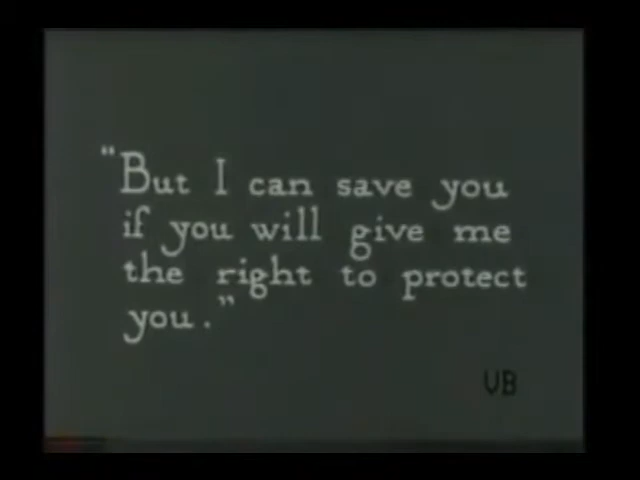 "But I can save you
if you will give me
the right to protect
you."
VB